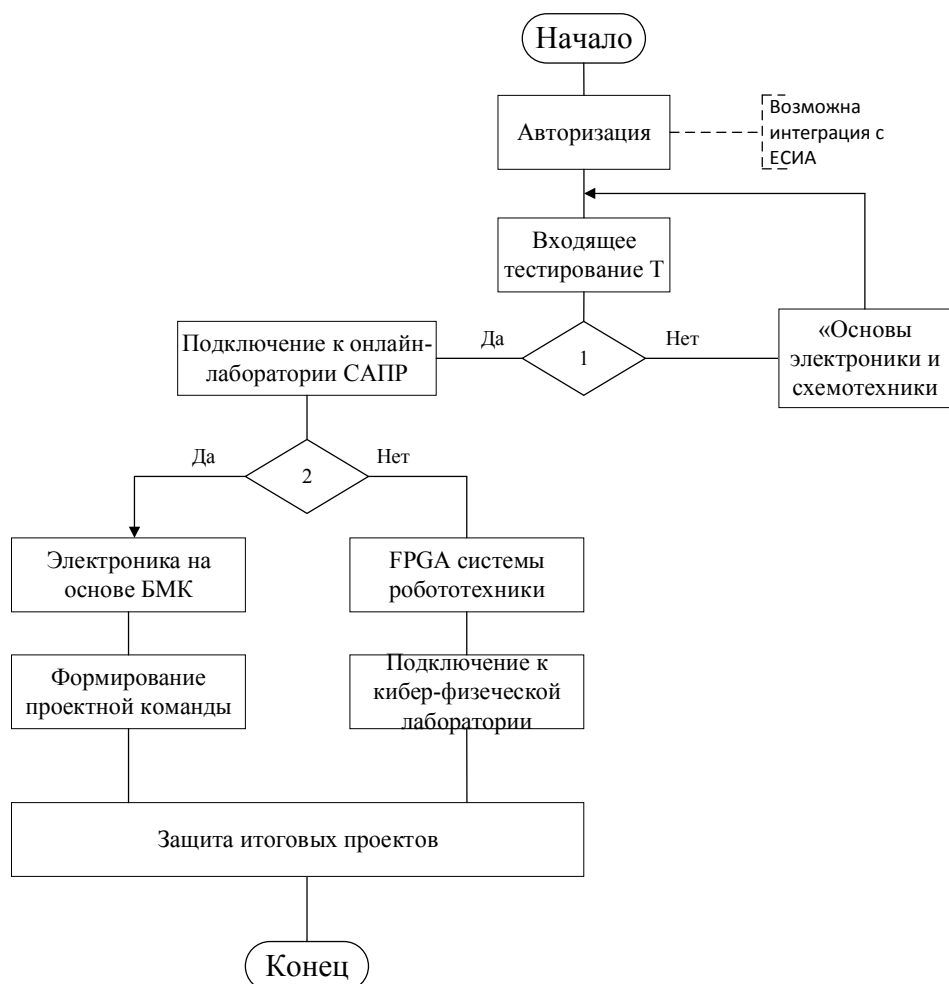 Начало
Авторизация
Возможна
интеграция с
ЕСИА
Входящее
тестирование Т
Подключение к онлайн-
лаборатории САПР
Да
1
Нет
«Основы
электроники и
схемотехники
Да
2
Нет
Электроника на
основе БМК
FPGA системы
робототехники
Формирование
проектной команды
Подключение к
кибер-физеческой
лаборатории
Защита итоговых проектов
Конец